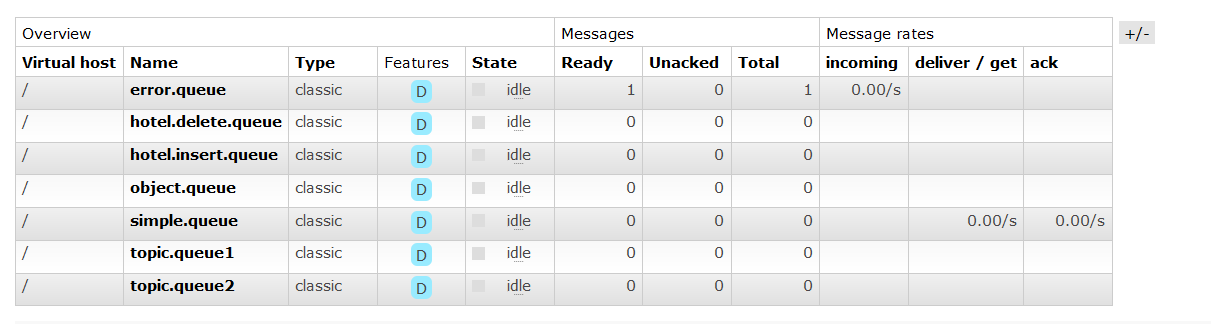 Overview Messages Message rates +/-
Virtual host Name Type Features State Ready Unacked Total incoming deliver / get ack
/ error.queue classic D idle 1 0 1 0.00/s
/ hotel.delete.queue classic D idle 0 0 0
/ hotel.insert.queue classic D idle 0 0 0
/ object.queue classic D idle 0 0 0
/ simple.queue classic D idle 0 0 0 0.00/s 0.00/s
/ topic.queue1 classic D idle 0 0 0
/ topic.queue2 classic D idle 0 0 0